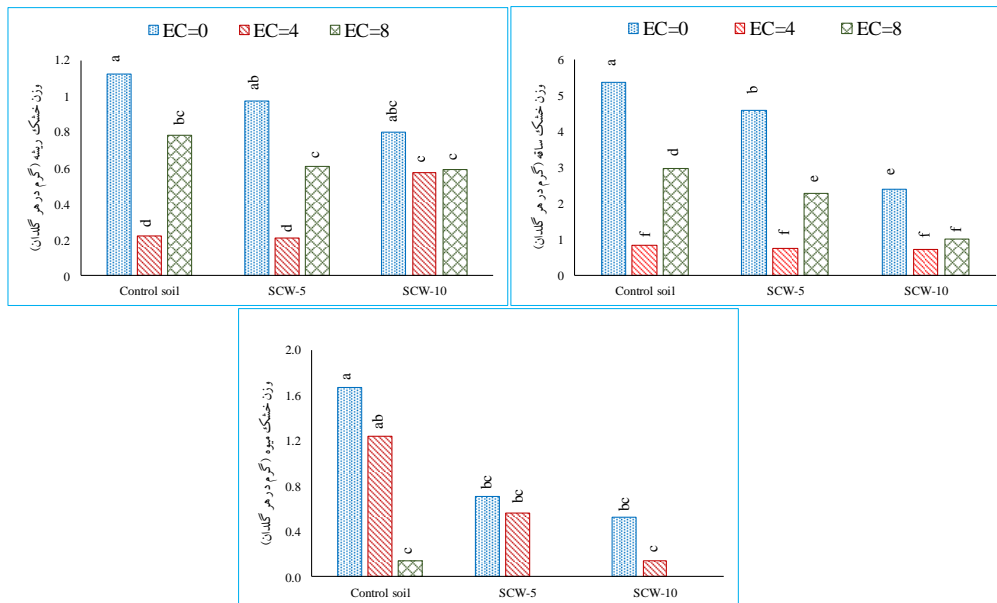 EC=0 EC=4 EC=8
وزن خشک ریشه (گرم در هر گلدان)
1.2
1
0.8
0.6
0.4
0.2
0
a
d
bc
ab
d
c
abc
c
c
Control soil SCW-5 SCW-10
EC=0 EC=4 EC=8
وزن خشک ساقه (گرم در هر گلدان)
6
5
4
3
2
1
0
a
f
d
b
f
e
e
f
f
Control soil SCW-5 SCW-10
وزن خشک میوه (گرم در هر گلدان)
2.0
1.6
1.2
0.8
0.4
0.0
a
ab
c
bc
bc
bc
c
Control soil SCW-5 SCW-10